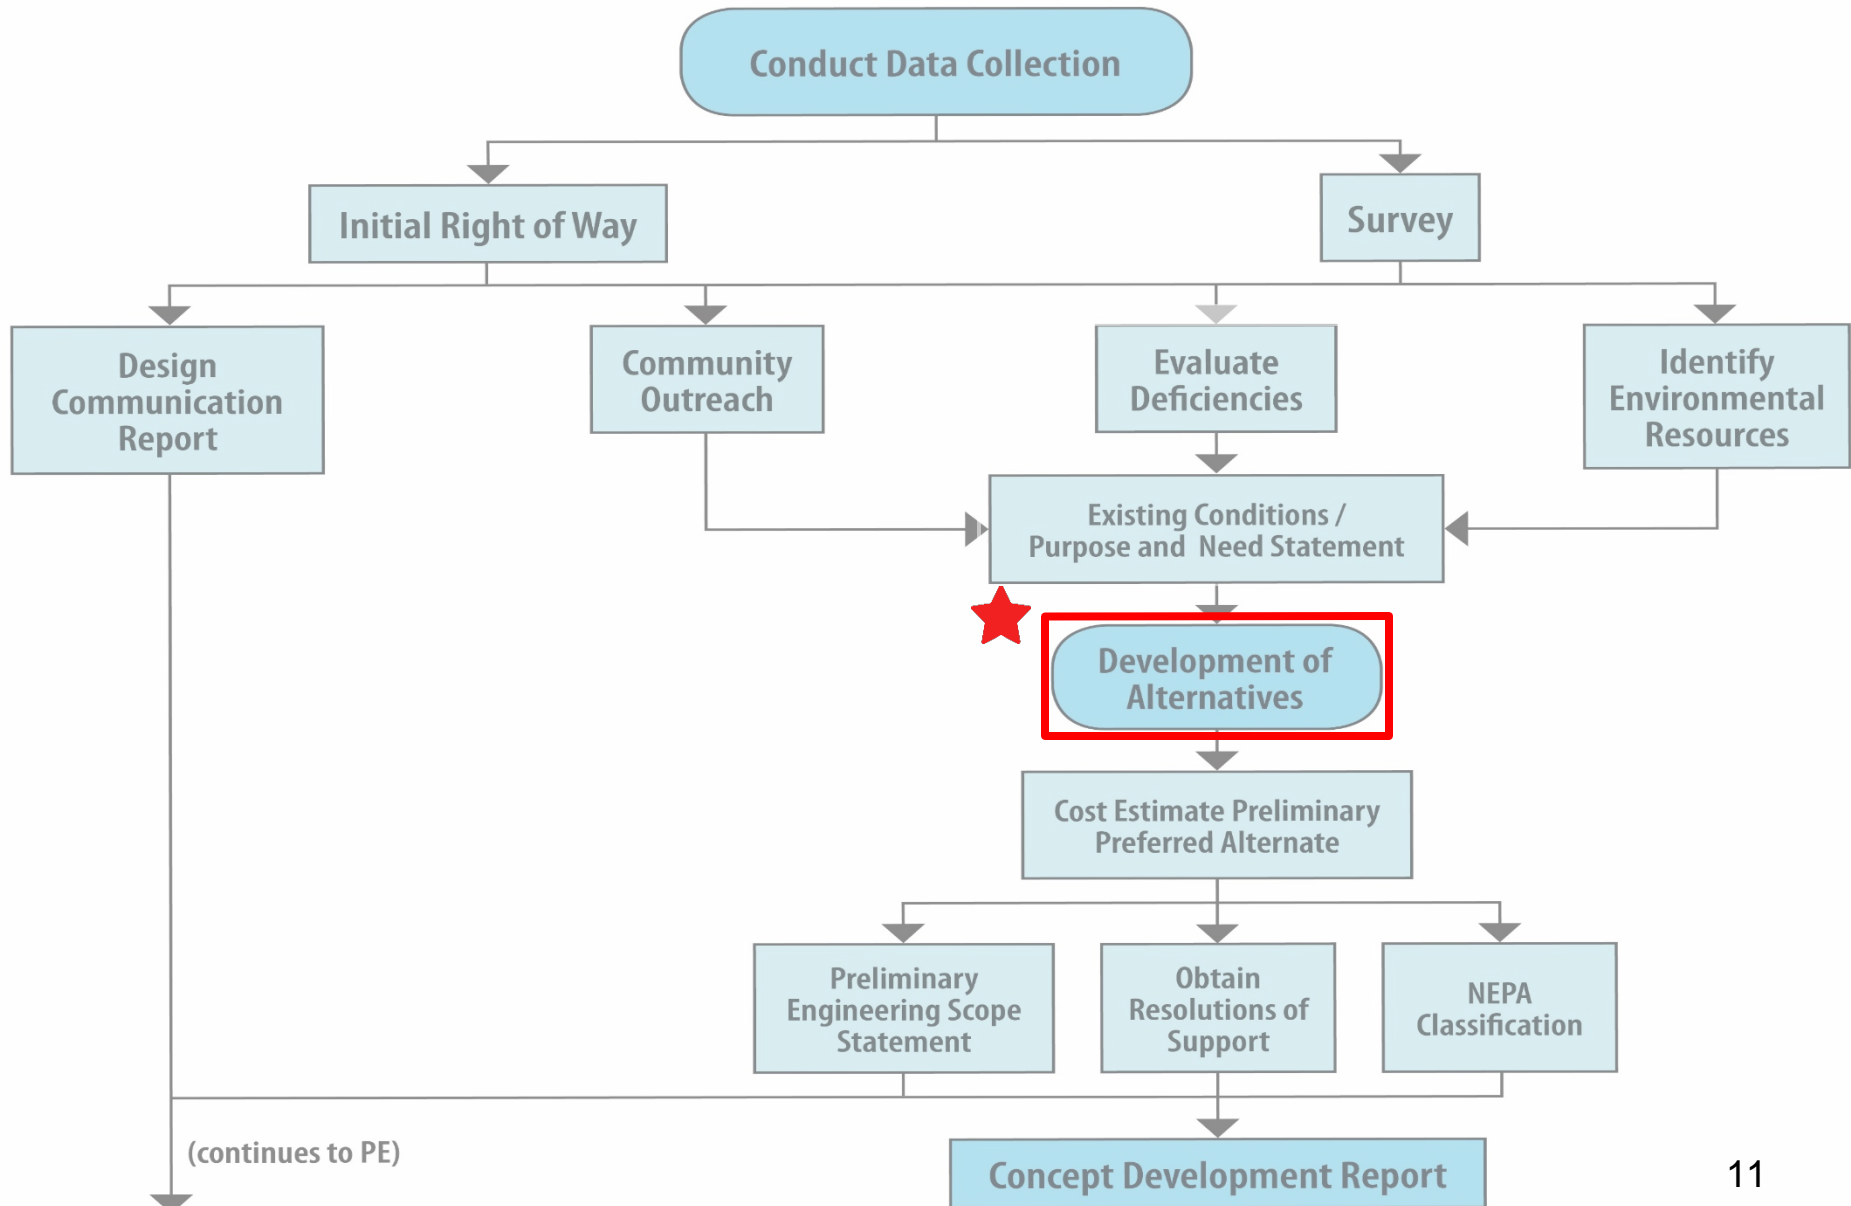 Conduct Data Collection
Initial Right of Way
Survey
Design
Communication
Report
Community
Outreach
Evaluate
Deficiencies
Identify
Environmental
Resources
Existing Conditions /
Purpose and Need Statement
Development of
Alternatives
Cost Estimate Preliminary
Preferred Alternate
Preliminary
Engineering Scope
Statement
Obtain
Resolutions of
Support
NEPA
Classification
(continues to PE)
Concept Development Report
11